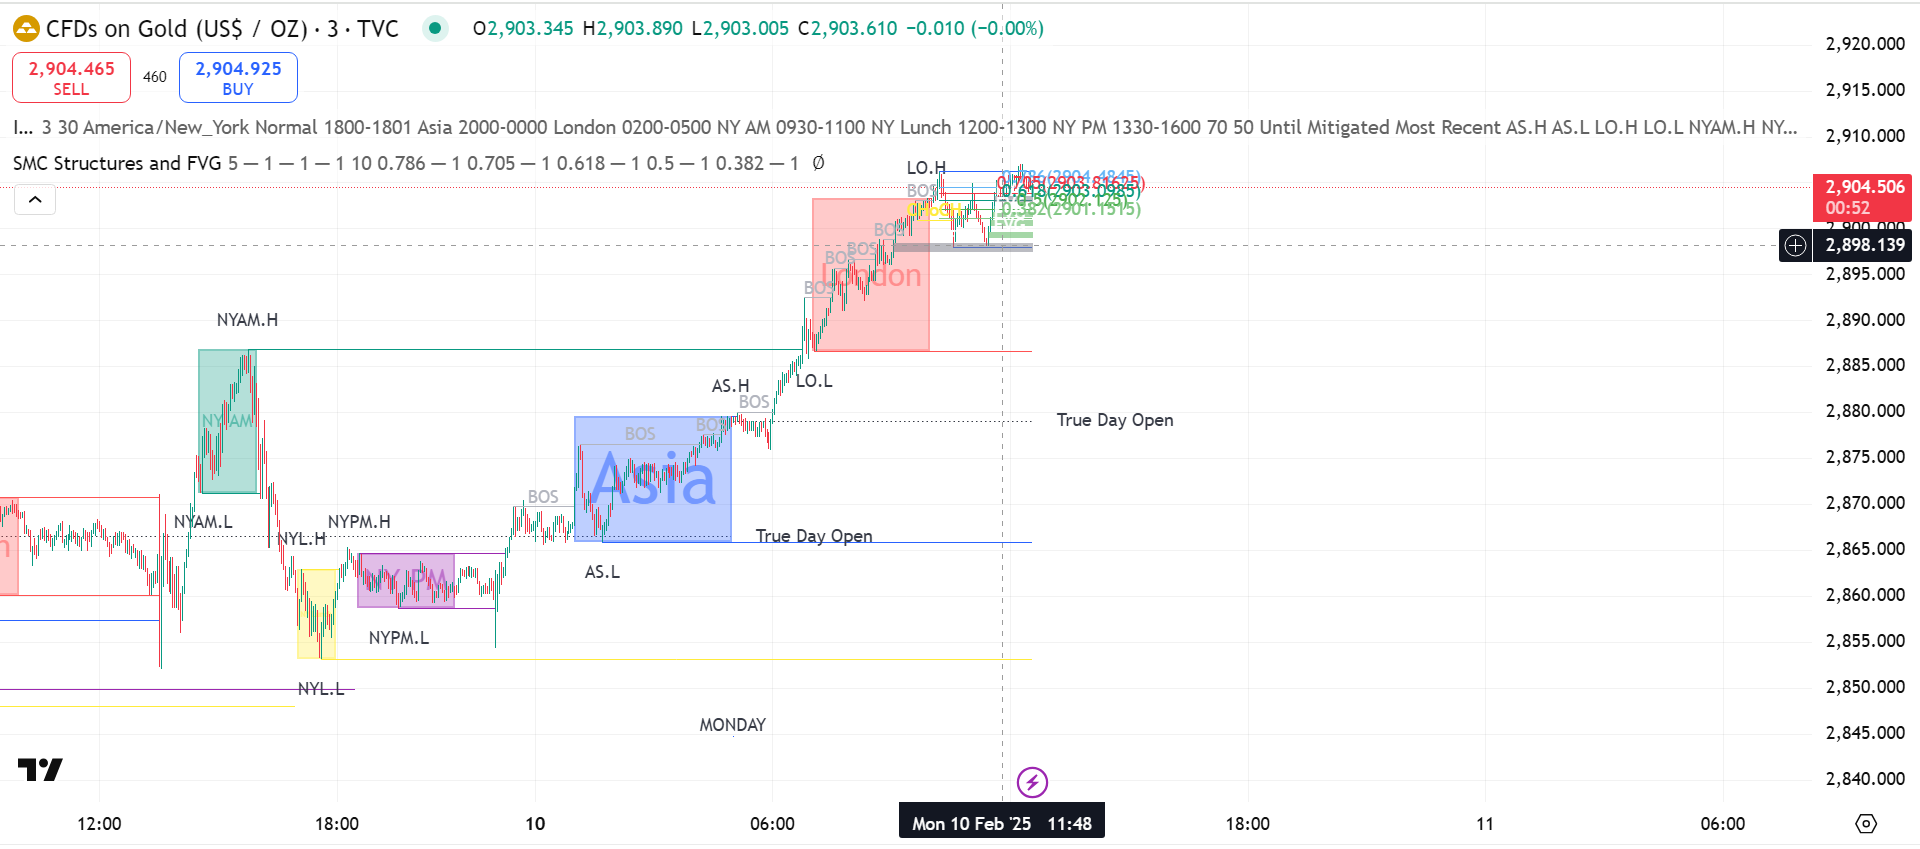 CFDs on Gold (US$ / OZ) · 3 · TVC
O2,903.345 H2,903.890 L2,903.005 C2,903.610 −0.010 (−0.00%)
2,904.465
SELL
460
2,904.925
BUY
I... 3 30 America/New_York Normal 1800-1801 Asia 2000-0000 London 0200-0500 NY AM 0930-1100 NY Lunch 1200-1300 NY PM 1330-1600 70 50 Until Mitigated Most Recent AS.H AS.L LO.H LO.L NYAM.H NY...
SMC Structures and FVG 5 — 1 — 1 — 1 10 0.786 — 1 0.705 — 1 0.618 — 1 0.5 — 1 0.382 — 1 Ø
2,920.000
2,915.000
2,910.000
2,904.506
00:52
2,900.000
2,898.139
2,895.000
2,890.000
2,885.000
2,880.000
2,875.000
2,870.000
2,865.000
2,860.000
2,855.000
2,850.000
2,845.000
2,840.000
LO.H
0.786(2904.4845)
0.705(2903.81625)
0.618(2903.0985)
0.5(2902.125)
0.382(2901.1515)
BOS
CHoCH
BOS
BOS
BOS
London
BOS
NYAM.H
AS.H
LO.L
BOS
NY AM
BOS
BOS
True Day Open
Asia
BOS
NYAM.L
NYPM.H
NYL.H
True Day Open
AS.L
NY PM
NYPM.L
NYL.L
MONDAY
12:00
18:00
10
06:00
Mon 10 Feb '25 11:48
18:00
11
06:00